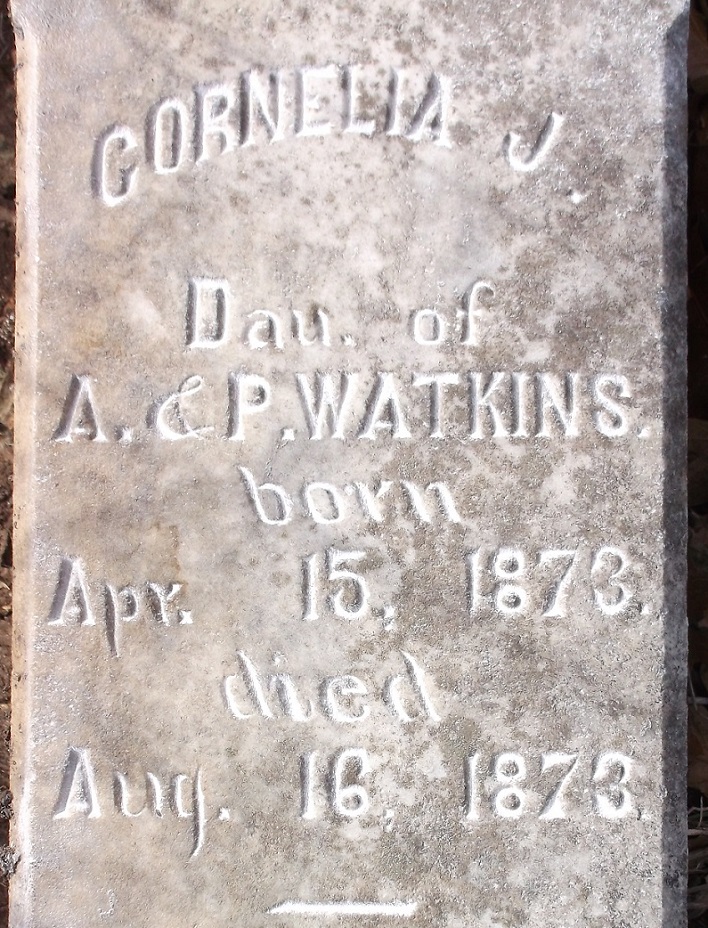 CORNELIA J.
Dau. of
A. & P. WATKINS.
born
Apr. 15, 1873.
died
Aug. 16, 1873.